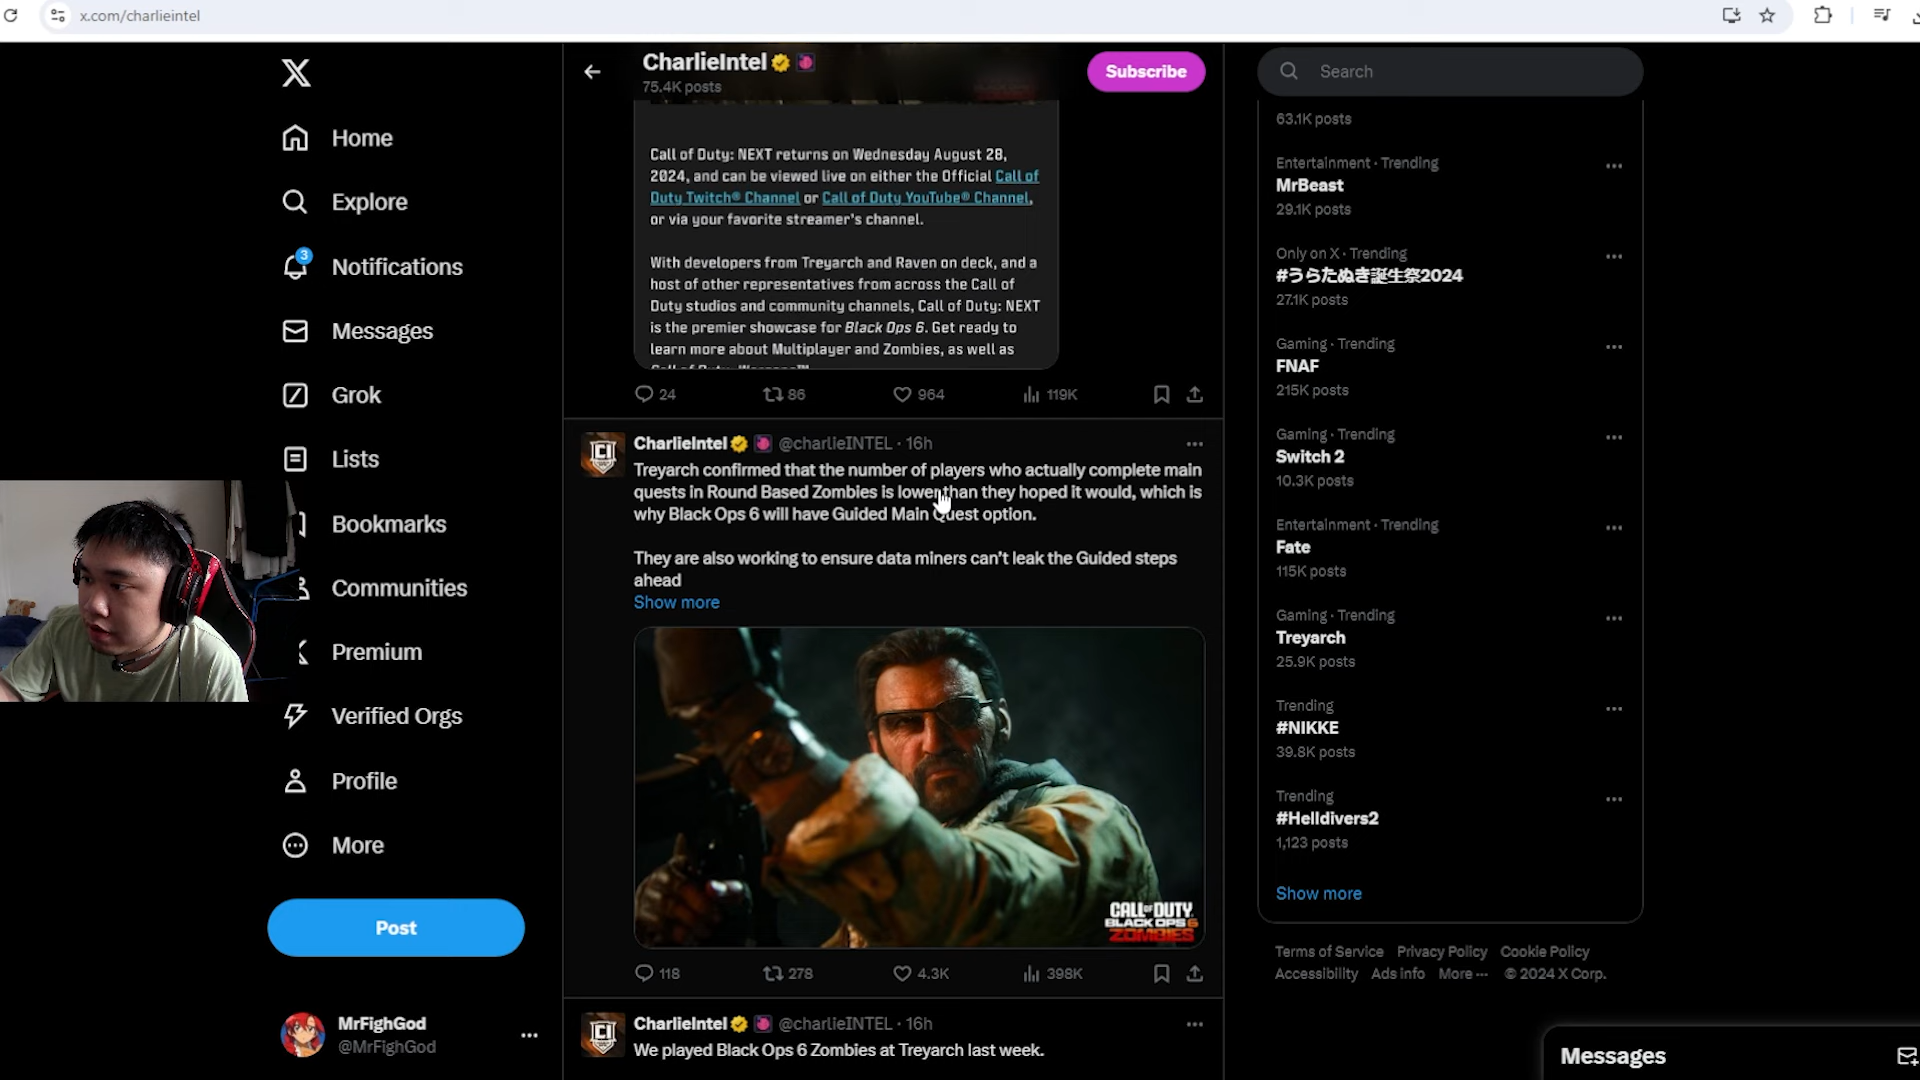 x.com/charlieintel
CharlieIntel
75.4K posts
Subscribe
Search
Home
Explore
3
Notifications
Messages
Grok
Lists
Bookmarks
Communities
Premium
Verified Orgs
Profile
More
Post
MrFighGod
@MrFighGod
Call of Duty: NEXT returns on Wednesday August 28,
2024, and can be viewed live on either the Official Call of
Duty Twitch® Channel or Call of Duty YouTube® Channel,
or via your favorite streamer's channel.
With developers from Treyarch and Raven on deck, and a
host of other representatives from across the Call of
Duty studios and community channels, Call of Duty: NEXT
is the premier showcase for Black Ops 6. Get ready to
learn more about Multiplayer and Zombies, as well as
24 86 964 119K
CharlieIntel @charlieINTEL · 16h
Treyarch confirmed that the number of players who actually complete main
quests in Round Based Zombies is lower than they hoped it would, which is
why Black Ops 6 will have Guided Main Quest option.
They are also working to ensure data miners can't leak the Guided steps
ahead
Show more
CALL OF DUTY
BLACK OPS 6
ZOMBIES
118 278 4.3K 398K
CharlieIntel @charlieINTEL · 16h
We played Black Ops 6 Zombies at Treyarch last week.
63.1K posts
Entertainment · Trending
MrBeast
29.1K posts
Only on X · Trending
#うらたぬき誕生祭2024
27.1K posts
Gaming · Trending
FNAF
215K posts
Gaming · Trending
Switch 2
10.3K posts
Entertainment · Trending
Fate
115K posts
Gaming · Trending
Treyarch
25.9K posts
Trending
#NIKKE
39.8K posts
Trending
#Helldivers2
1,123 posts
Show more
Terms of Service Privacy Policy Cookie Policy
Accessibility Ads info More ··· © 2024 X Corp.
Messages